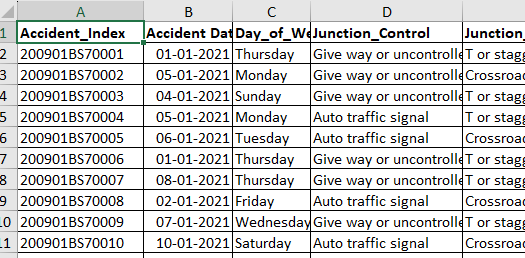 A B C D
1 Accident_Index Accident Dat Day_of_We Junction_Control Junction_
2 200901BS70001 01-01-2021 Thursday Give way or uncontrolle T or stagg
3 200901BS70002 05-01-2021 Monday Give way or uncontrolle Crossroad
4 200901BS70003 04-01-2021 Sunday Give way or uncontrolle T or stagg
5 200901BS70004 05-01-2021 Monday Auto traffic signal T or stagg
6 200901BS70005 06-01-2021 Tuesday Auto traffic signal Crossroad
7 200901BS70006 01-01-2021 Thursday Give way or uncontrolle T or stagg
8 200901BS70007 08-01-2021 Thursday Give way or uncontrolle T or stagg
9 200901BS70008 02-01-2021 Friday Auto traffic signal Crossroad
10 200901BS70009 07-01-2021 Wednesday Give way or uncontrolle T or stagg
11 200901BS70010 10-01-2021 Saturday Auto traffic signal Crossroad